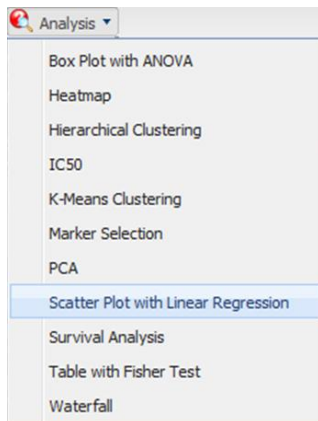 Analysis
Box Plot with ANOVA
Heatmap
Hierarchical Clustering
IC50
K-Means Clustering
Marker Selection
PCA
Scatter Plot with Linear Regression
Survival Analysis
Table with Fisher Test
Waterfall